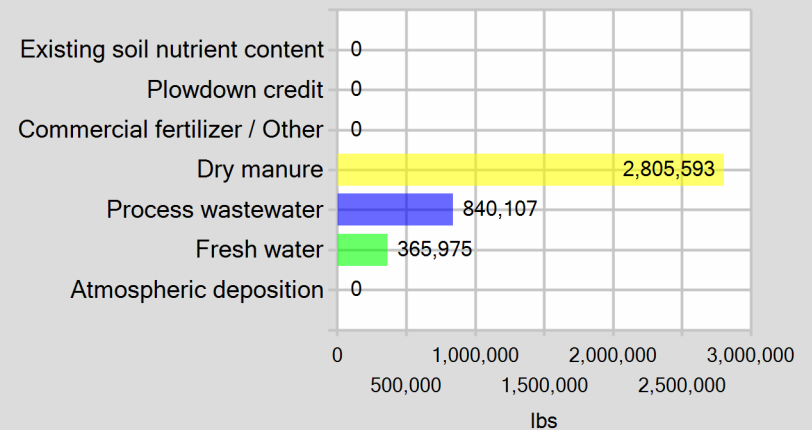 Existing soil nutrient content 0
Plowdown credit 0
Commercial fertilizer / Other 0
Dry manure 2,805,593
Process wastewater 840,107
Fresh water 365,975
Atmospheric deposition 0
0 1,000,000 2,000,000 3,000,000
500,000 1,500,000 2,500,000
lbs